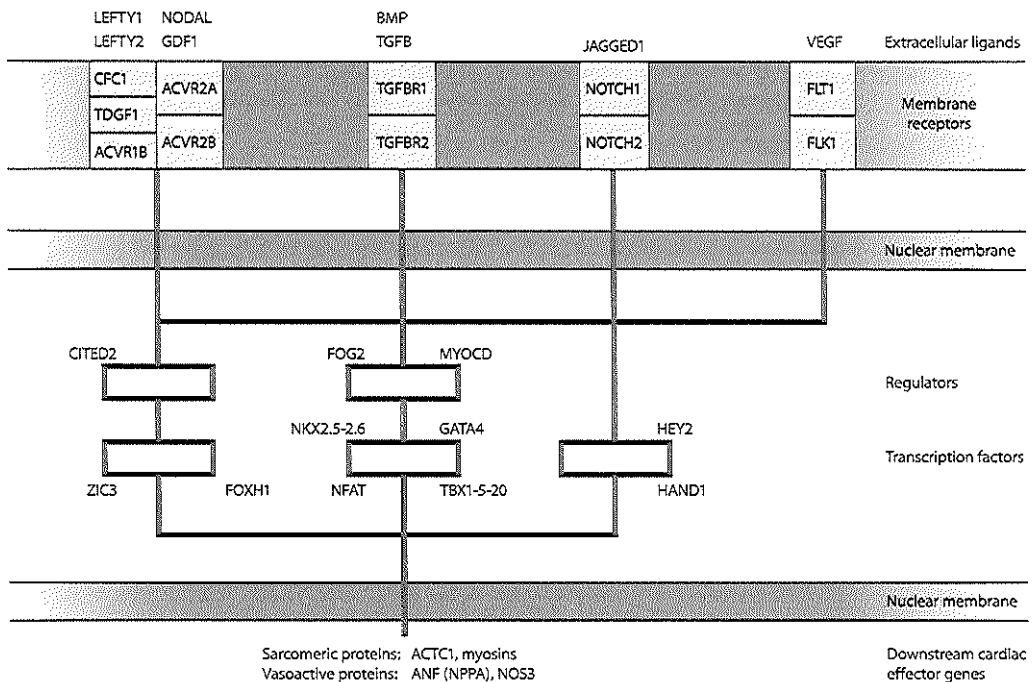 LEFTY1 NODAL BMP
LEFTY2 GDF1 TGFB JAGGED1 VEGF Extracellular ligands
CFC1 ACVR2A TGFBR1 NOTCH1 FLT1 Membrane
TDGF1 receptors
ACVR1B ACVR2B TGFBR2 NOTCH2 FLK1
Nuclear membrane
CITED2 FOG2 MYOCD
Regulators
NKX2.5-2.6 GATA4 HEY2
Transcription factors
ZIC3 FOXH1 NFAT TBX1-5-20 HAND1
Nuclear membrane
Sarcomeric proteins: ACTC1, myosins Downstream cardiac
Vasoactive proteins: ANF (NPPA), NOS3 effector genes